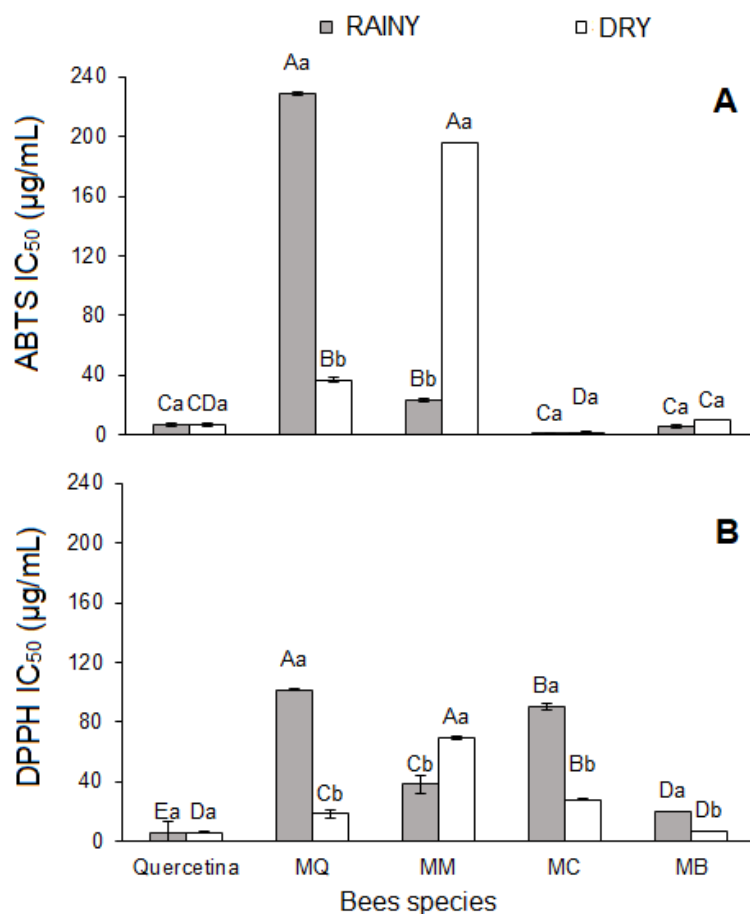 RAINY DRY
A
ABTS IC₅₀ (µg/mL)
240
200
160
120
80
40
0
Ca CDa Aa Bb Bb Aa Ca Da Ca Ca
B
DPPH IC₅₀ (µg/mL)
240
200
160
120
80
40
0
Ea Da Aa Cb Cb Aa Ba Bb Da Db
Quercetina MQ MM MC MB
Bees species